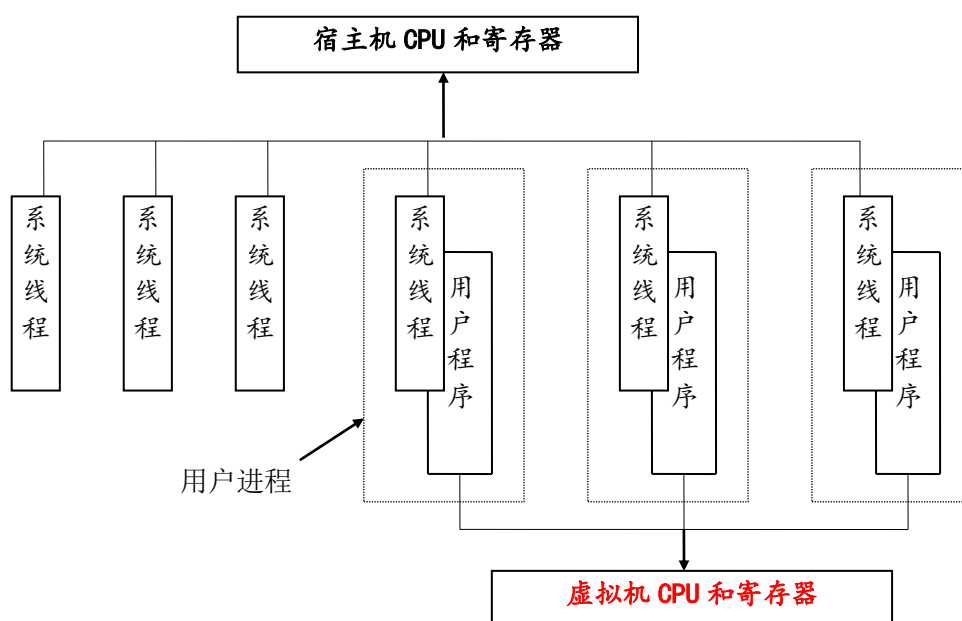 宿主机 CPU 和寄存器
系统线程
系统线程
系统线程
系统线程
用户程序
系统线程
用户程序
系统线程
用户程序
用户进程
虚拟机 CPU 和寄存器